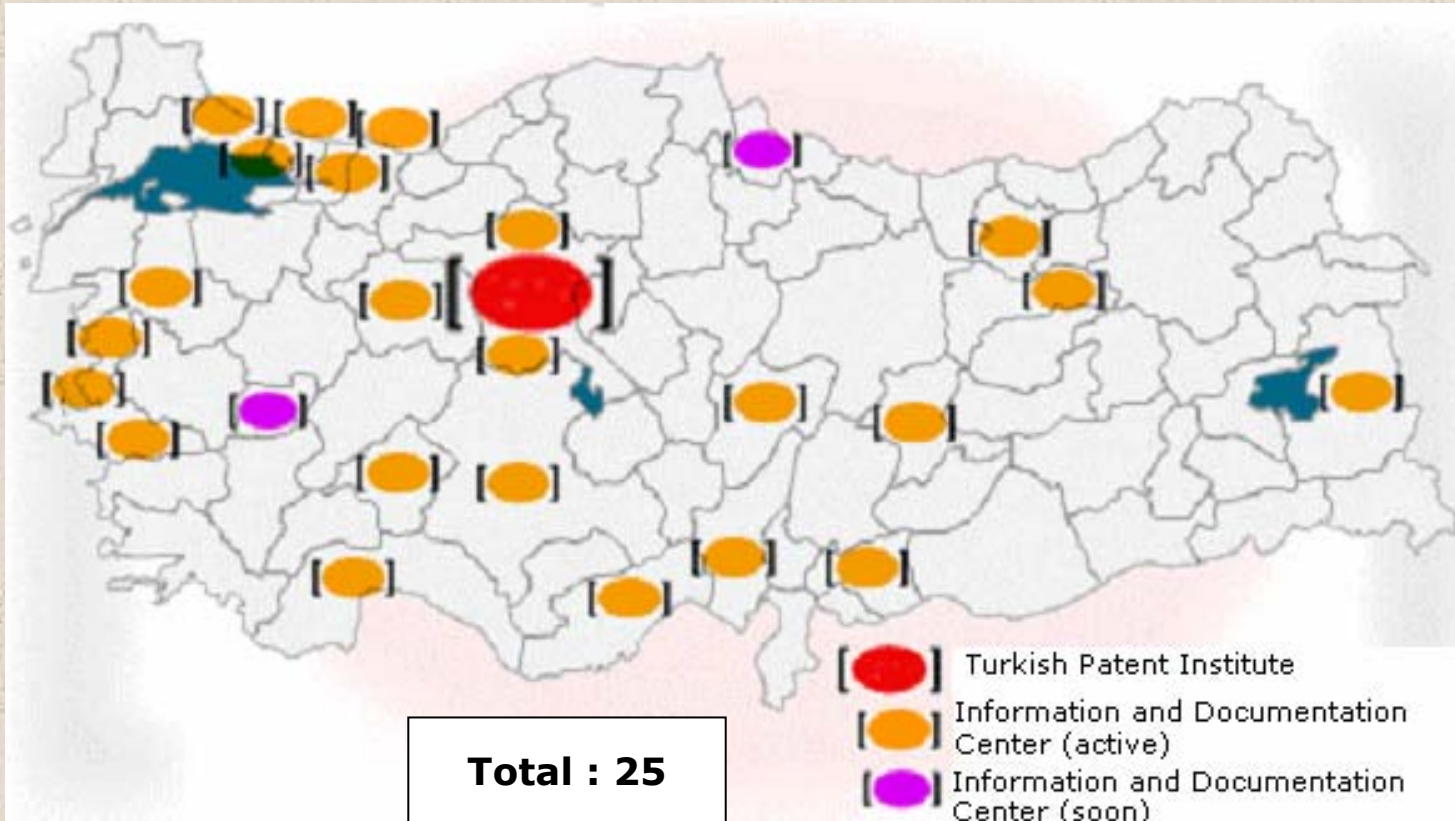 Turkish Patent Institute
Information and Documentation
Center (active)
Total : 25
Information and Documentation
Center (soon)